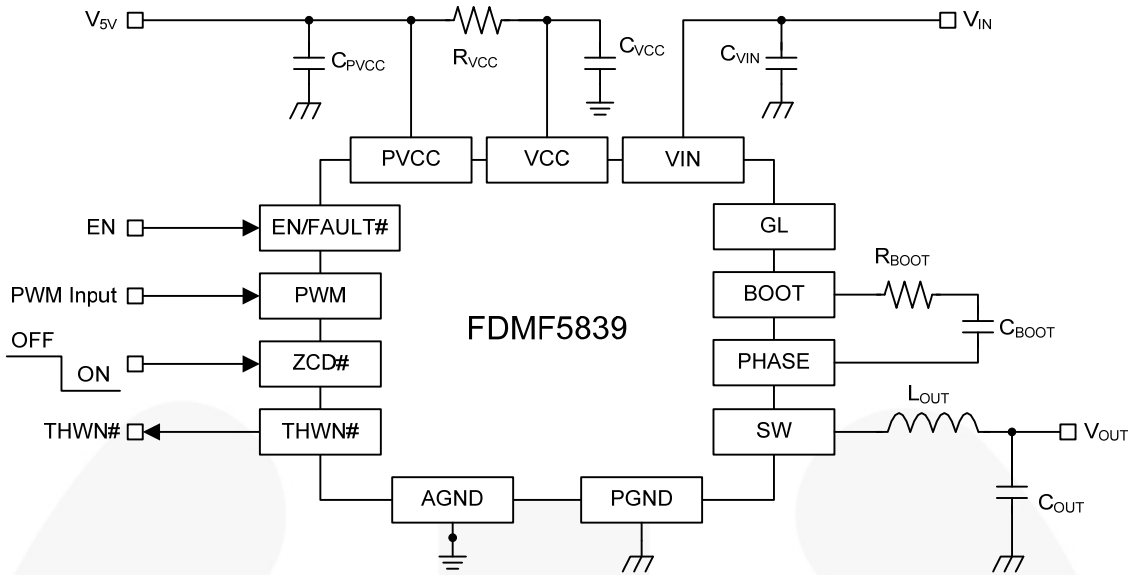 V5V
RVCC
CPVCC
CVCC
CVIN
VIN
PVCC
VCC
VIN
EN
EN/FAULT#
GL
PWM Input
PWM
BOOT
RBOOT
CBOOT
FDMF5839
OFF
ON
ZCD#
PHASE
THWN#
THWN#
SW
LOUT
VOUT
COUT
AGND
PGND